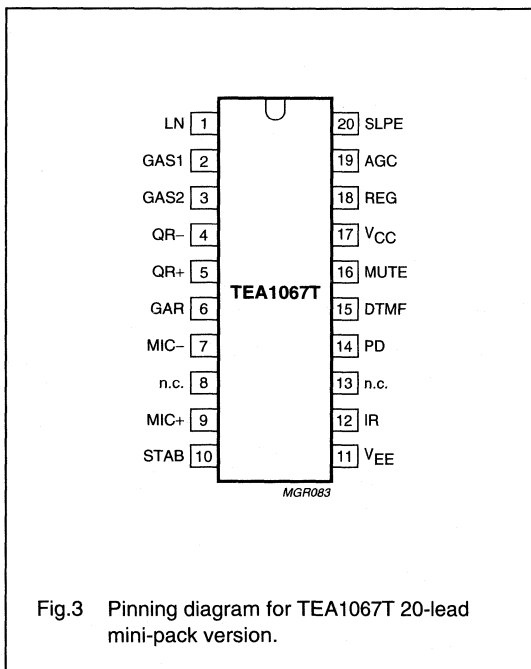 LN 1 20 SLPE
GAS1 2 19 AGC
GAS2 3 18 REG
QR− 4 17 VCC
QR+ 5 16 MUTE
TEA1067T
GAR 6 15 DTMF
MIC− 7 14 PD
n.c. 8 13 n.c.
MIC+ 9 12 IR
STAB 10 11 VEE
MGR083
Fig.3 Pinning diagram for TEA1067T 20-lead
mini-pack version.